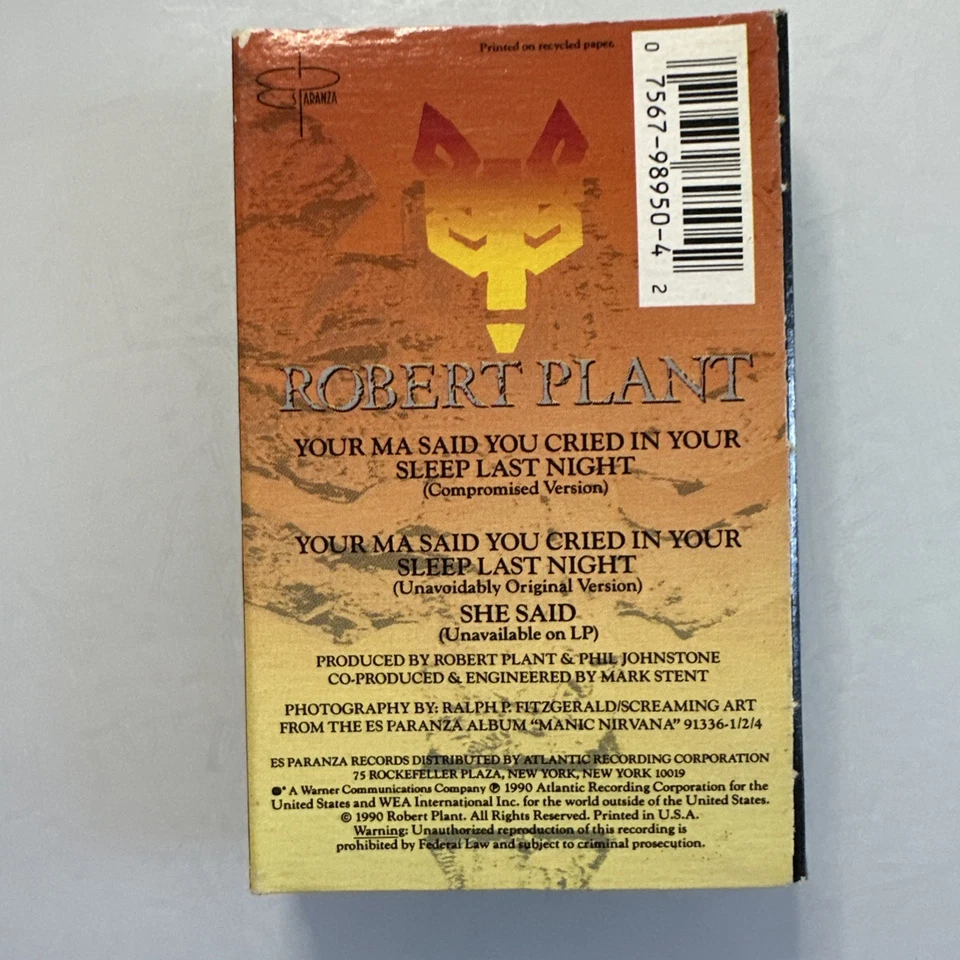 Printed on recycled paper.
ES PARANZA
0 7567-98950-4 2
ROBERT PLANT
YOUR MA SAID YOU CRIED IN YOUR
SLEEP LAST NIGHT
(Compromised Version)
YOUR MA SAID YOU CRIED IN YOUR
SLEEP LAST NIGHT
(Unavoidably Original Version)
SHE SAID
(Unavailable on LP)
PRODUCED BY ROBERT PLANT & PHIL JOHNSTONE
CO-PRODUCED & ENGINEERED BY MARK STENT
PHOTOGRAPHY BY: RALPH P. FITZGERALD/SCREAMING ART
FROM THE ES PARANZA ALBUM “MANIC NIRVANA” 91336-1/2/4
ES PARANZA RECORDS DISTRIBUTED BY ATLANTIC RECORDING CORPORATION
75 ROCKEFELLER PLAZA, NEW YORK, NEW YORK 10019
A Warner Communications Company ℗ 1990 Atlantic Recording Corporation for the
United States and WEA International Inc. for the world outside of the United States.
© 1990 Robert Plant. All Rights Reserved. Printed in U.S.A.
Warning: Unauthorized reproduction of this recording is
prohibited by Federal Law and subject to criminal prosecution.